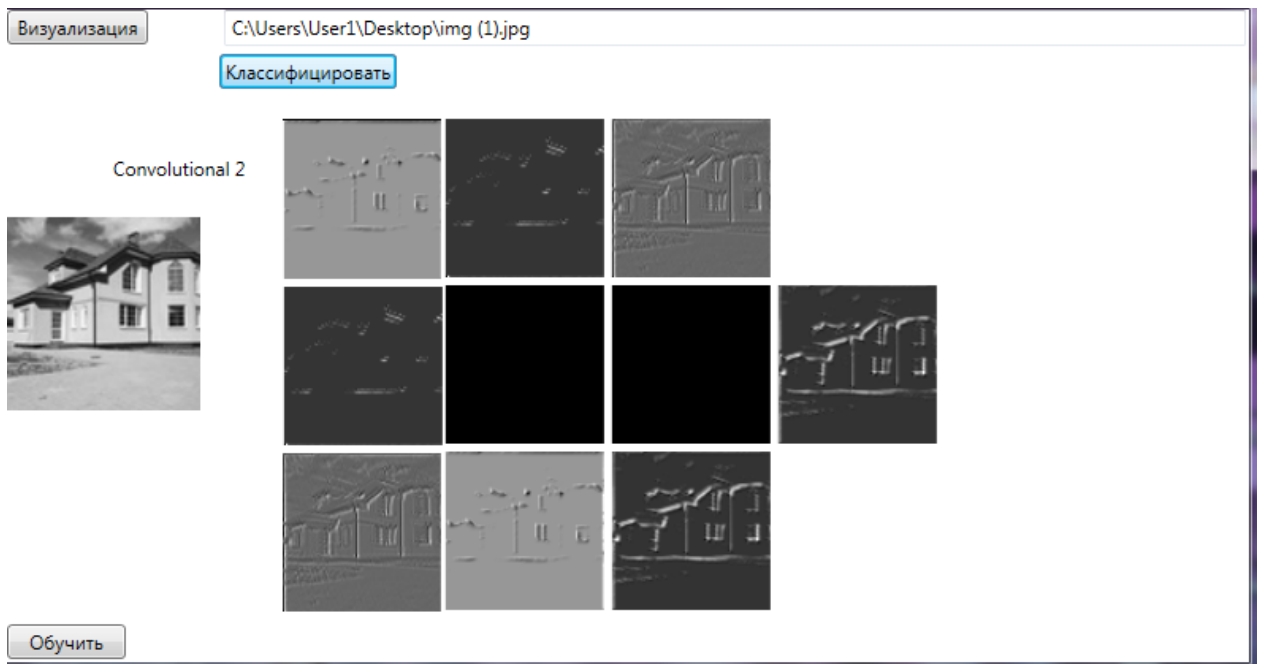 Визуализация
C:\Users\User1\Desktop\img (1).jpg
Классифицировать
Convolutional 2
Обучить